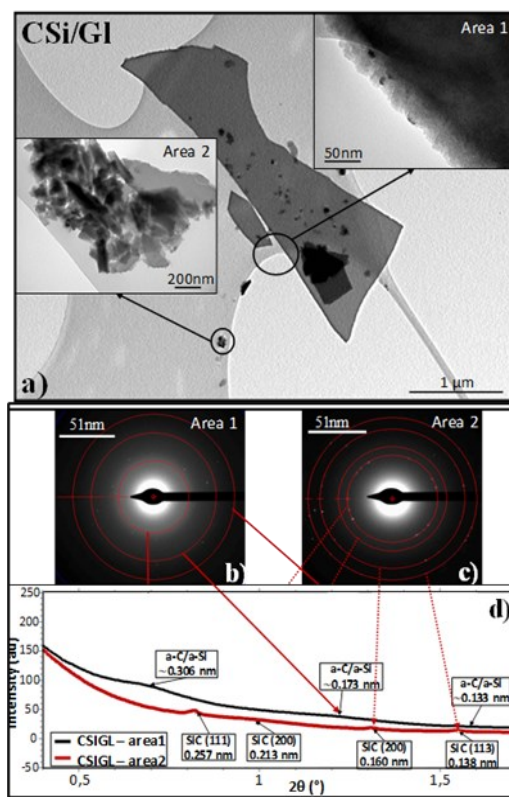 CSi/Gl
Area 1
50nm
Area 2
200nm
a)
1 μm
51nm
Area 1
b)
51nm
Area 2
c)
d)
Intensity (au)
250
200
150
100
50
0
-50
a-C/a-Si
~0.306 nm
a-C/a-Si
~0.173 nm
a-C/a-Si
~0.133 nm
SiC (111)
0.257 nm
SiC (200)
0.213 nm
SiC (200)
0.160 nm
SiC (113)
0.138 nm
CSIGL – area1
CSIGL – area2
0,5
1
1,5
2θ (°)